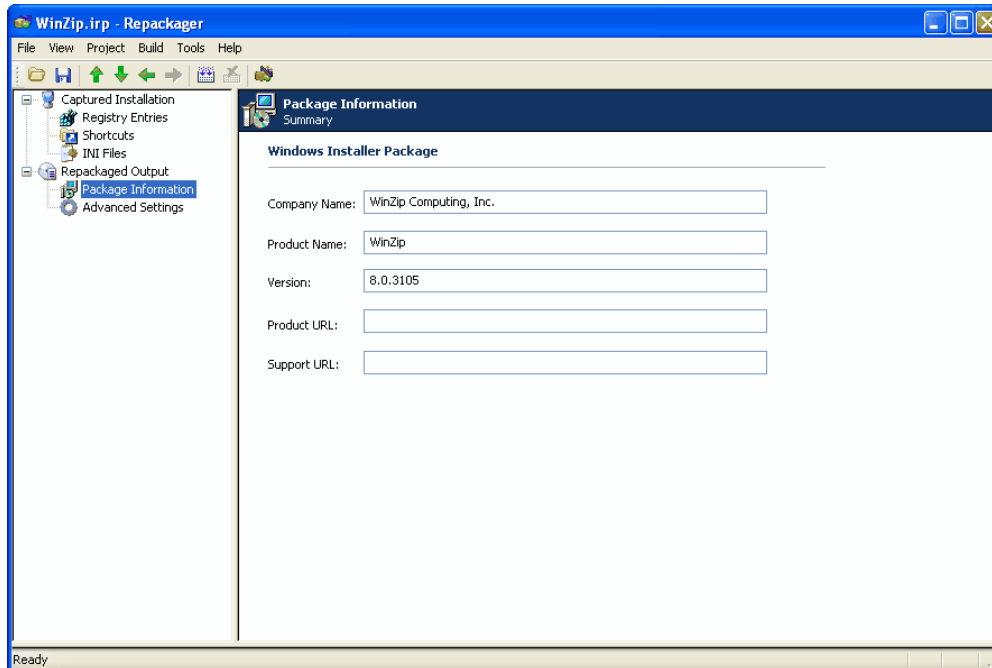 WinZip.irp - Repackager
File View Project Build Tools Help
Captured Installation
Registry Entries
Shortcuts
INI Files
Repackaged Output
Package Information
Advanced Settings
Package Information
Summary
Windows Installer Package
Company Name: WinZip Computing, Inc.
Product Name: WinZip
Version: 8.0.3105
Product URL:
Support URL:
Ready